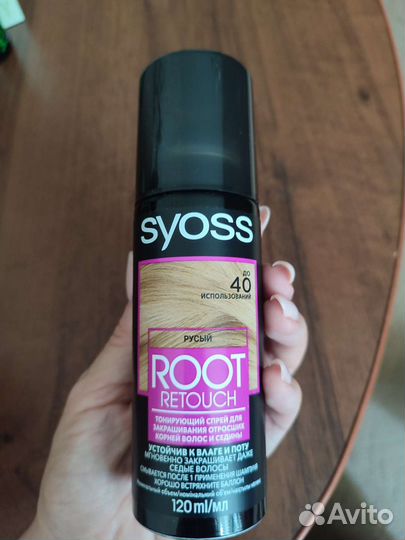 syoss
ДО
40
ИСПОЛЬЗОВАНИЙ
РУСЫЙ
ROOT
RETOUCH
ТОНИРУЮЩИЙ СПРЕЙ ДЛЯ
ЗАКРАШИВАНИЯ ОТРОСШИХ
КОРНЕЙ ВОЛОС И СЕДИНЫ
УСТОЙЧИВ К ВЛАГЕ И ПОТУ
МГНОВЕННО ЗАКРАШИВАЕТ ДАЖЕ
СЕДЫЕ ВОЛОСЫ
СМЫВАЕТСЯ ПОСЛЕ 1 ПРИМЕНЕНИЯ ШАМПУНЯ
ХОРОШО ВСТРЯХНИТЕ БАЛЛОН
120 ml/мл
Avito